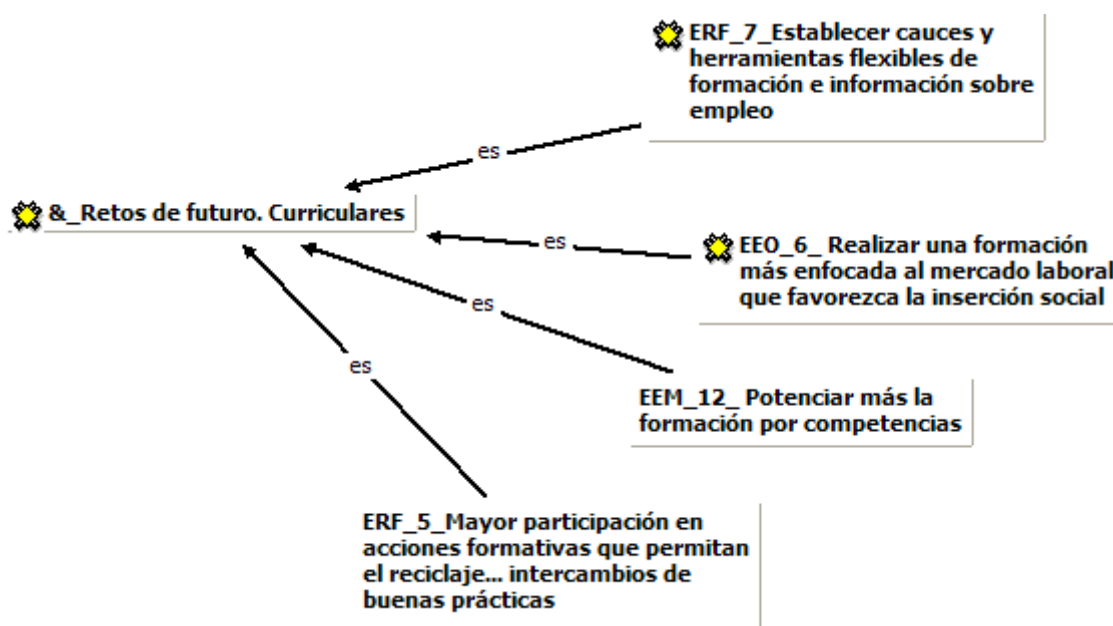 ERF_7_Establecer cauces y
herramientas flexibles de
formación e información sobre
empleo
es
&_Retos de futuro. Curriculares
es
EEO_6_ Realizar una formación
más enfocada al mercado laboral
que favorezca la inserción social
es
es
EEM_12_ Potenciar más la
formación por competencias
ERF_5_Mayor participación en
acciones formativas que permitan
el reciclaje... intercambios de
buenas prácticas